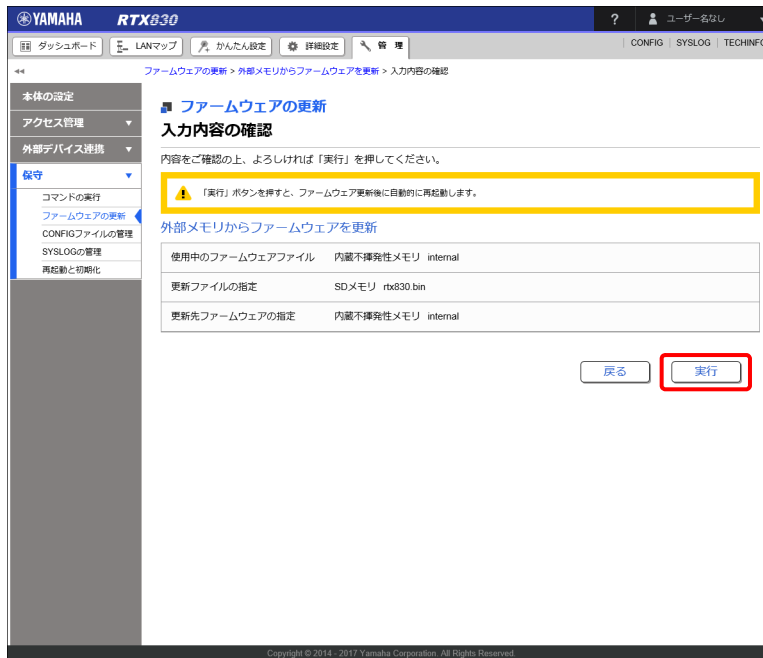 YAMAHA RTX830 ? ユーザー名なし
ダッシュボード LANマップ かんたん設定 詳細設定 管理 CONFIG SYSLOG TECHINFO
ファームウェアの更新 > 外部メモリからファームウェアを更新 > 入力内容の確認
本体の設定
アクセス管理
外部デバイス連携
保守
コマンドの実行
ファームウェアの更新
CONFIGファイルの管理
SYSLOGの管理
再起動と初期化
ファームウェアの更新
入力内容の確認
内容をご確認の上、よろしければ「実行」を押してください。
「実行」ボタンを押すと、ファームウェア更新後に自動的に再起動します。
外部メモリからファームウェアを更新
使用中のファームウェアファイル 内蔵不揮発性メモリ internal
更新ファイルの指定 SDメモリ rtx830.bin
更新先ファームウェアの指定 内蔵不揮発性メモリ internal
戻る 実行
Copyright © 2014 - 2017 Yamaha Corporation. All Rights Reserved.